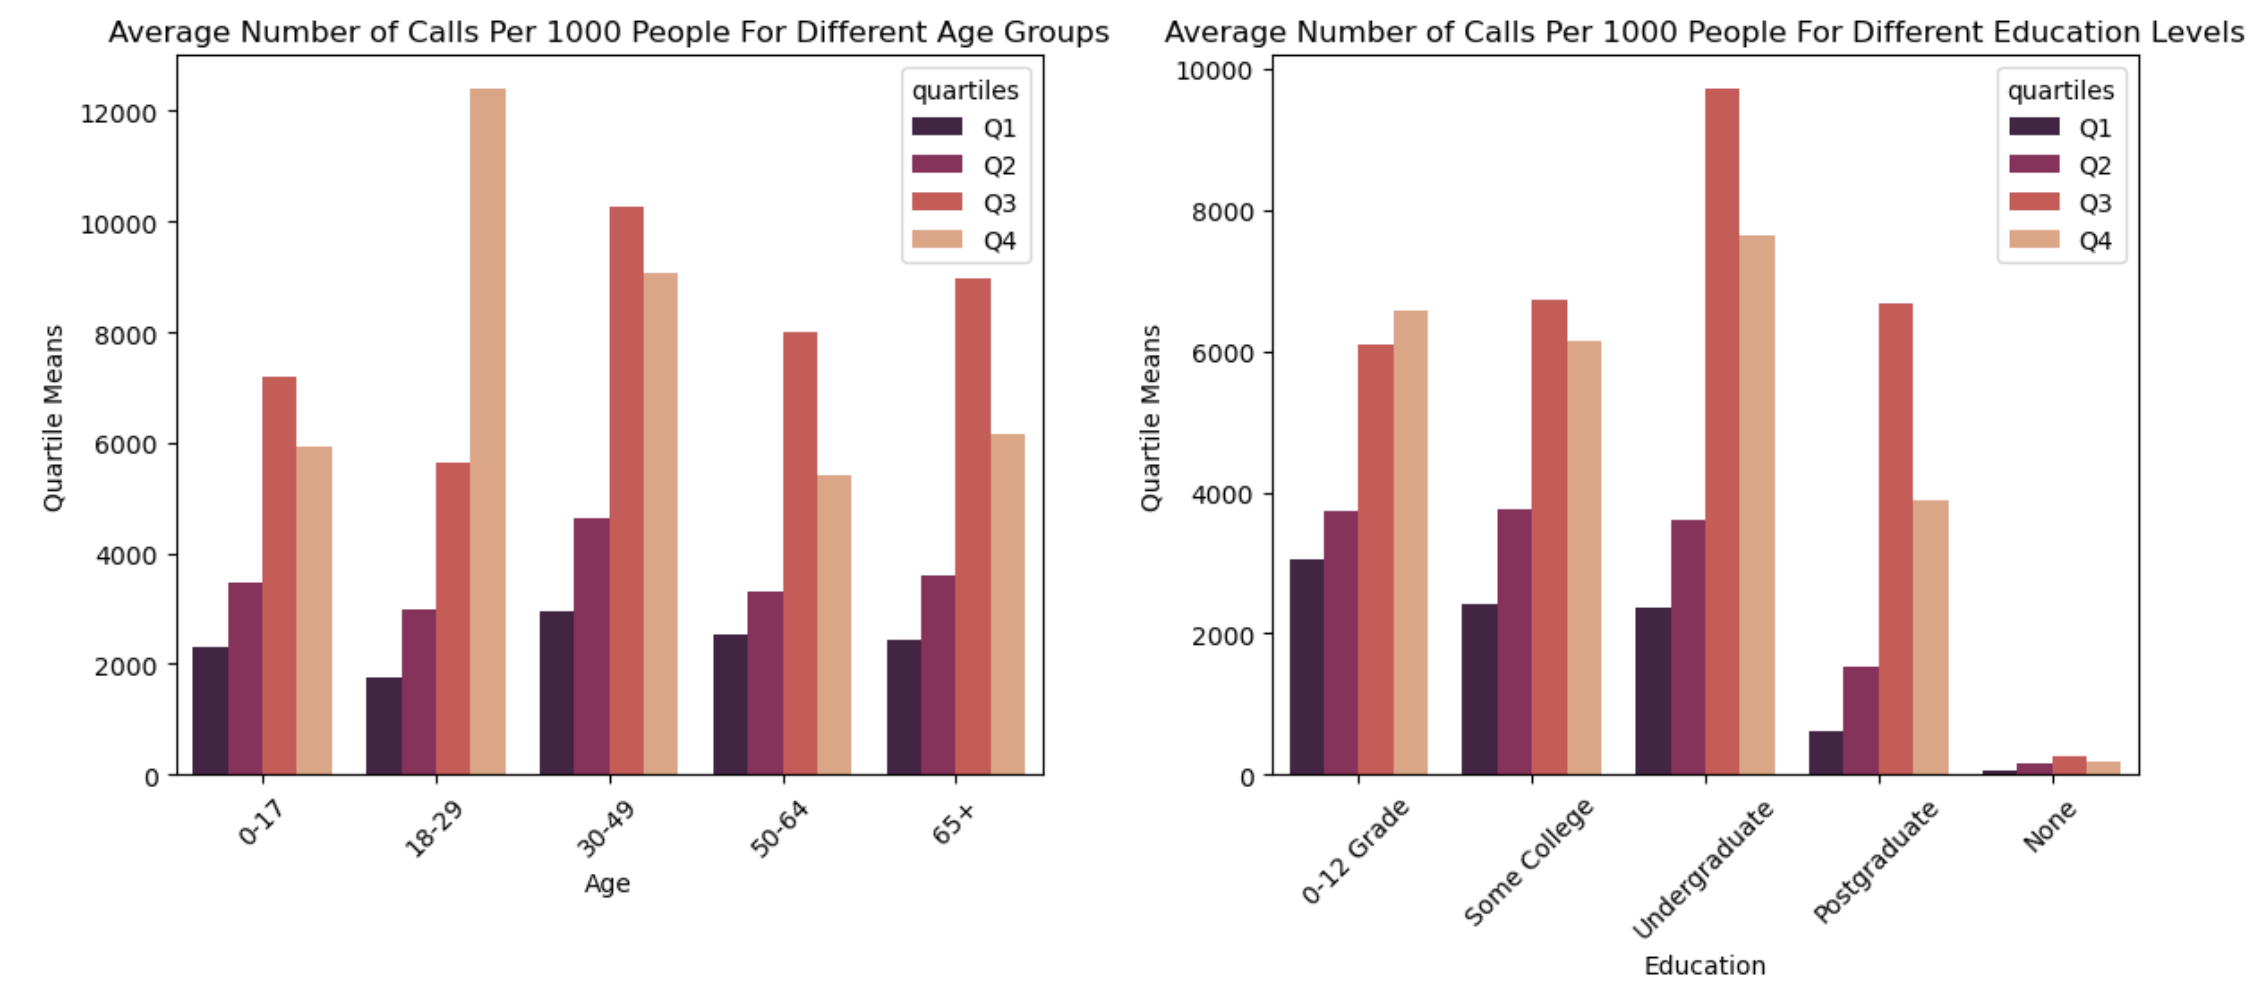 Average Number of Calls Per 1000 People For Different Age Groups
quartiles
Q1
Q2
Q3
Q4
12000
10000
8000
6000
4000
2000
0
Quartile Means
0-17
18-29
30-49
50-64
65+
Age
Average Number of Calls Per 1000 People For Different Education Levels
quartiles
Q1
Q2
Q3
Q4
10000
8000
6000
4000
2000
0
Quartile Means
0-12 Grade
Some College
Undergraduate
Postgraduate
None
Education